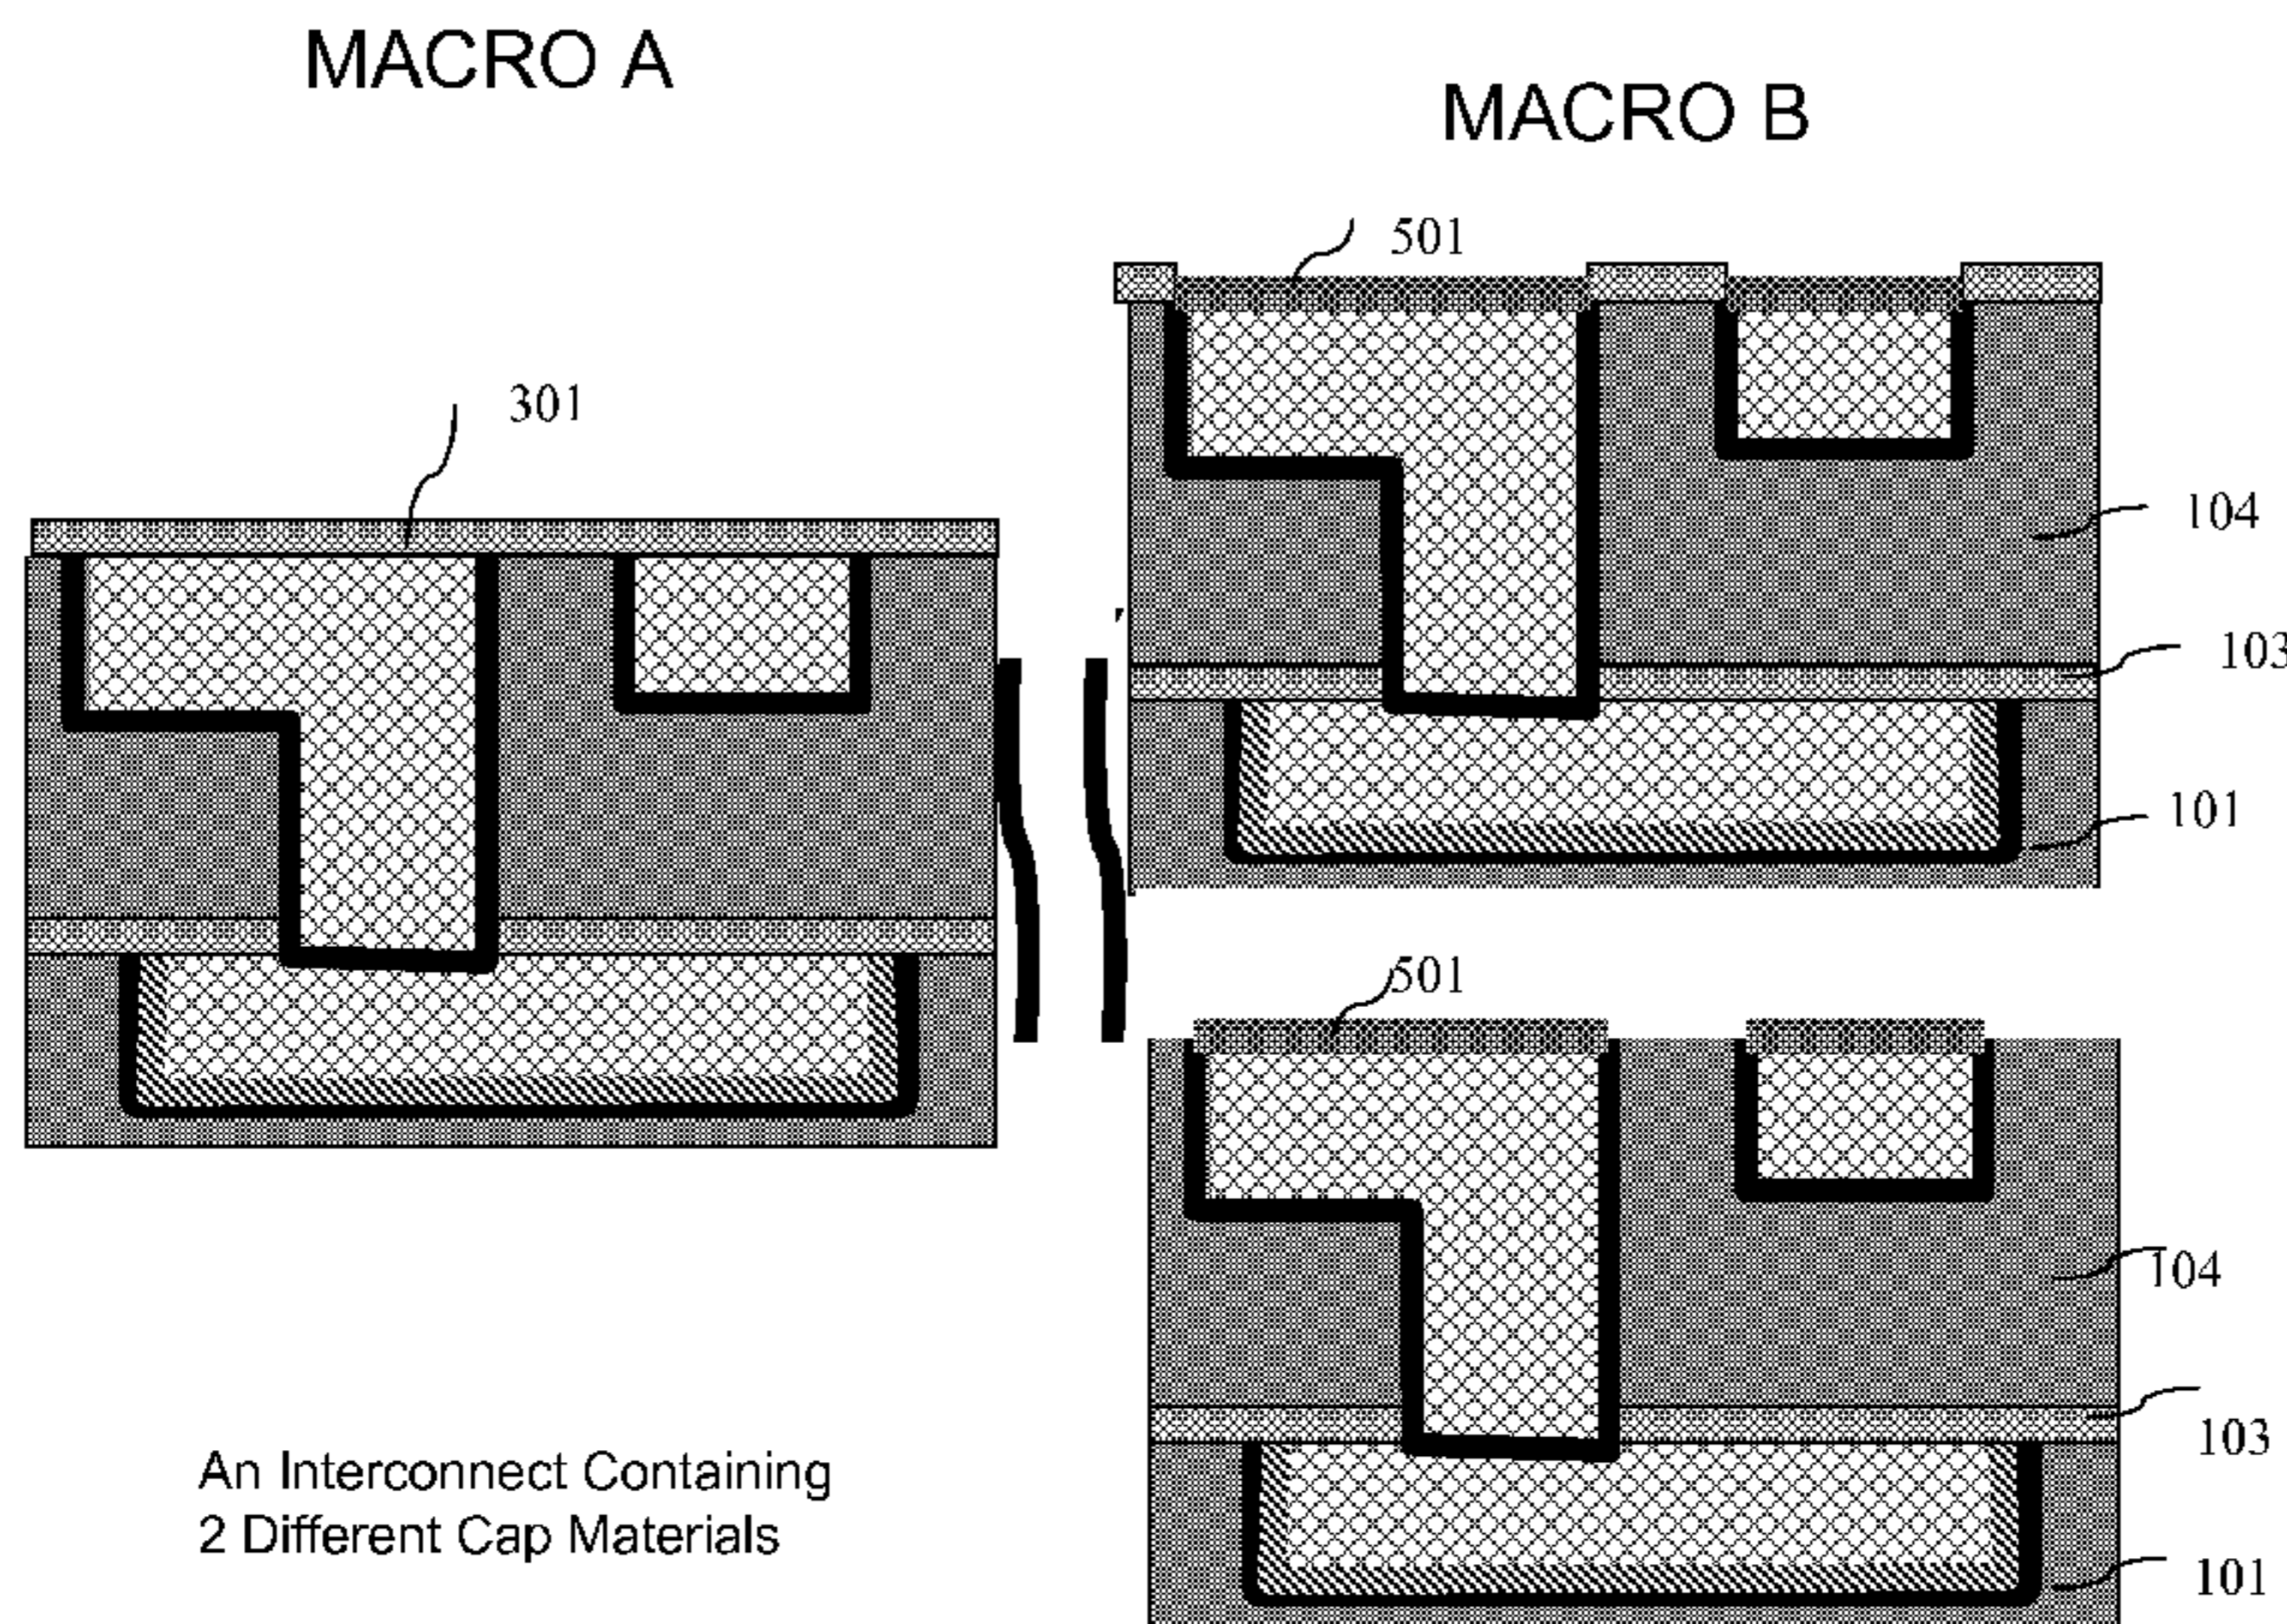 MACRO A
MACRO B
501
301
104
103
101
501
104
103
101
An Interconnect Containing
2 Different Cap Materials